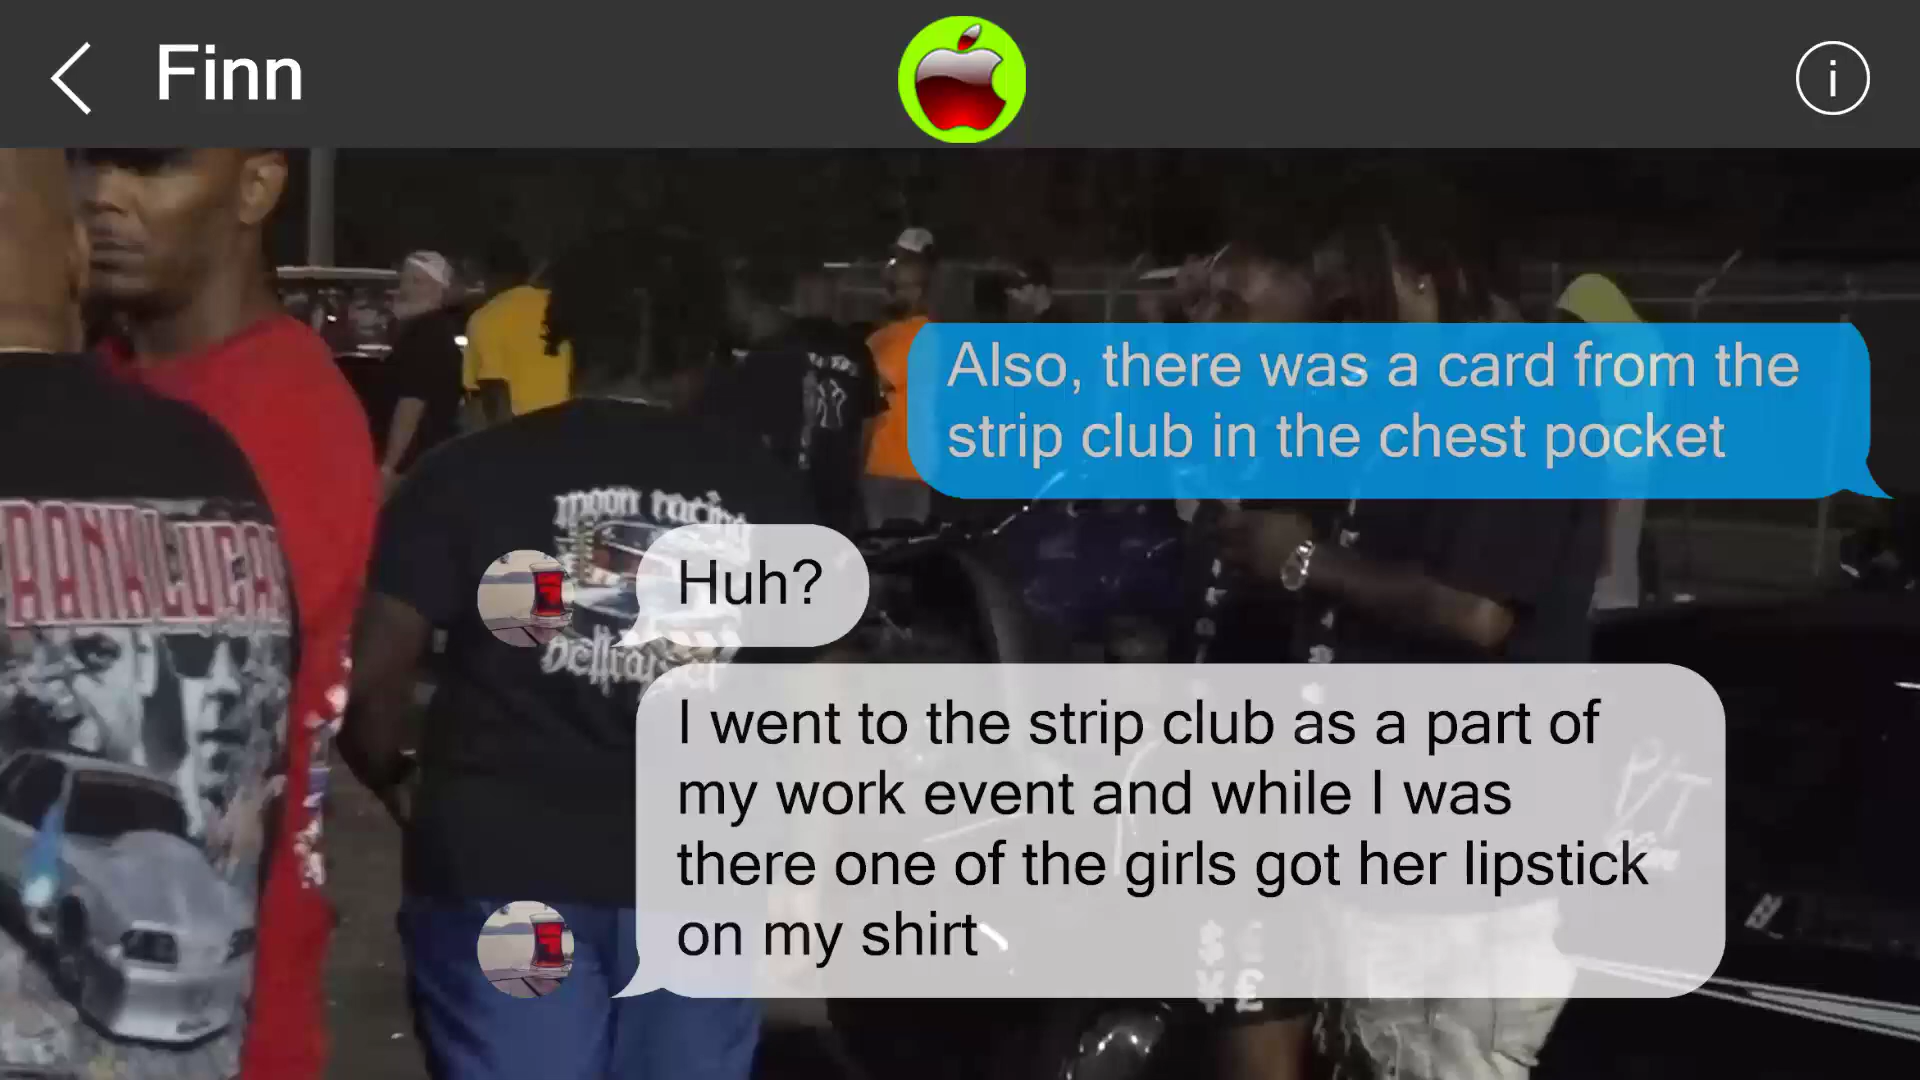 Finn
Also, there was a card from the
strip club in the chest pocket
Huh?
I went to the strip club as a part of
my work event and while I was
there one of the girls got her lipstick
on my shirt
moon racing